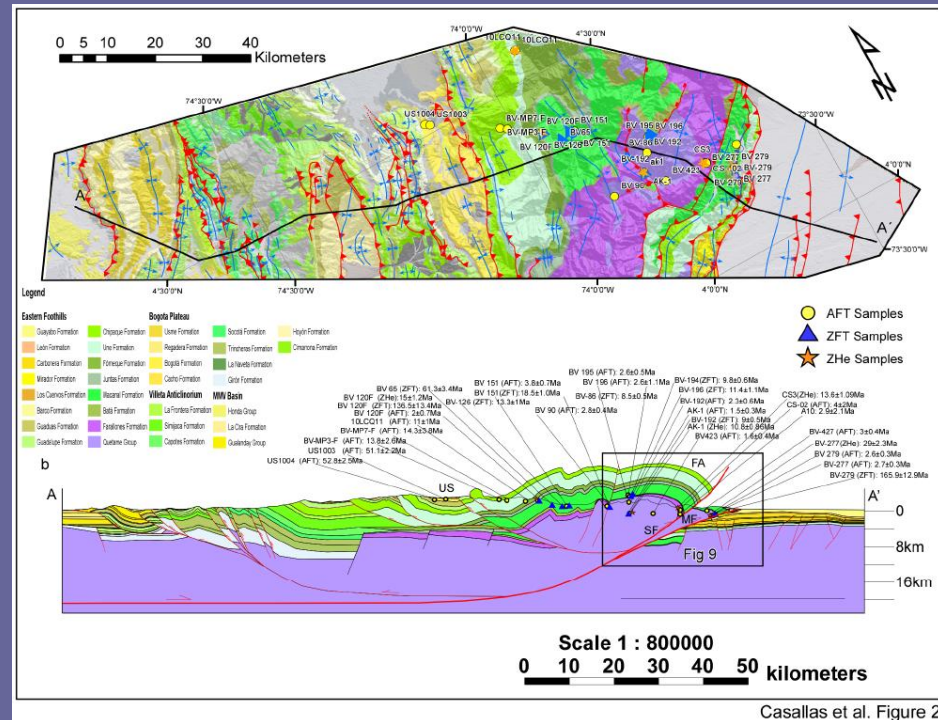 74°0'0"W
4°30'0"N
0 5 10 20 30 40
Kilometers
10LCQ11 10LCQ11
N
74°30'0"W
73°30'0"W
US1004 US1003
BV-MP7-F
BV-MP3-F
BV 120F BV 151
BV65
BV 120F BV-126 BV 15
BV 195 BV 196
BV-86 BV 192
BV-192 ak1
AK-1 BV 423
BV 90
CS3
BV-277 BV 279
BV-279
BV-279 BV-277
4°0'0"N
A
A´
4°30'0"W
74°30'0"W
74°0'0"W
4°0'0"N
73°30'0"W
Legend
Eastern Foothills
Guayabo Formation
León Formation
Carbonera Formation
Mirador Formation
Los Cuervos Formation
Barco Formation
Guaduas Formation
Guadalupe Formation
Chipaque Formation
Une Formation
Fómeque Formation
Juntas Formation
Macanal Formation
Batá Formation
Farallones Formation
Quetame Group
Bogota Plateau
Usme Formation
Regadera Formation
Bogotá Formation
Cacho Formation
Villeta Anticlinorium
La Frontera Formation
Simijaca Formation
Capotes Formation
Socotá Formation
Trincheras Formation
La Naveta Formation
Girón Formation
MMV Basin
Honda Group
La Cira Formation
Gualanday Group
Hoyón Formation
Cimarrona Formation
AFT Samples
ZFT Samples
ZHe Samples
BV 65 (ZFT): 61,3±3.4Ma
BV 120F (ZHe): 15±1.2Ma
BV 120F (ZFT): 136.5±13.4Ma
BV 120F (AFT): 2±0.7Ma
10LCQ11 (AFT): 11±1Ma
BV-MP7-F (AFT): 14.3±3.8Ma
BV-MP3-F (AFT): 13.8±2.6Ma
US1003 (AFT): 51.1±2.2Ma
US1004 (AFT): 52.8±2.5Ma
BV 151 (AFT): 3.8±0.7Ma
BV 151(ZFT):18.5±1.0Ma
BV-126 (ZFT): 13.3±1Ma
BV 195 (AFT): 2.6±0.5Ma
BV 196 (AFT): 2.6±1.1Ma
BV-86 (ZFT): 8.5±0.5Ma
BV 90 (AFT): 2.8±0.4Ma
BV-194(ZFT): 9.8±0.6Ma
BV-196 (ZFT): 11.4±1.1Ma
BV-192(AFT): 2.3±0.6Ma
BV-192 (ZFT): 9±0.5Ma
AK-1 (AFT): 1.5±0.3Ma
AK-1 (ZHe): 10.8±0.86Ma
BV423 (AFT): 1.6±0.4Ma
CS3(ZHe): 13.6±1.09Ma
CS-02 (AFT): 4±2Ma
A10: 2.9±2.1Ma
BV-427 (AFT): 3±0.4Ma
BV-277(ZHe): 29±2.3Ma
BV 279 (AFT): 2.6±0.3Ma
BV-277 (AFT): 2.7±0.3Ma
BV-279 (ZFT): 165.9±12.9Ma
b
A
US
FA
A'
MF
SF
Fig 9
0
8km
16km
Scale 1 : 800000
0 10 20 30 40 50 kilometers
Casallas et al. Figure 2